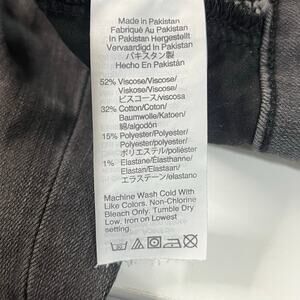 Made in Pakistan
Fabriqué Au Pakistan
In Pakistan Hergestellt
Vervaardigd In Pakistan
パキスタン製
Hecho En Pakistán
52% Viscose/Viscose/
Viskose/Viscose/
ビスコース/viscosa
32% Cotton/Coton/
Baumwolle/Katoen/
綿/algodón
15% Polyester/Polyester/
Polyester/Polyester/
ポリエステル/poliéster
1% Elastane/Élasthanne/
Elastan/Elastaan/
エラステーン/elastano
Machine Wash Cold With
Like Colors. Non-Chlorine
Bleach Only. Tumble Dry
Low. Iron on Lowest
setting.